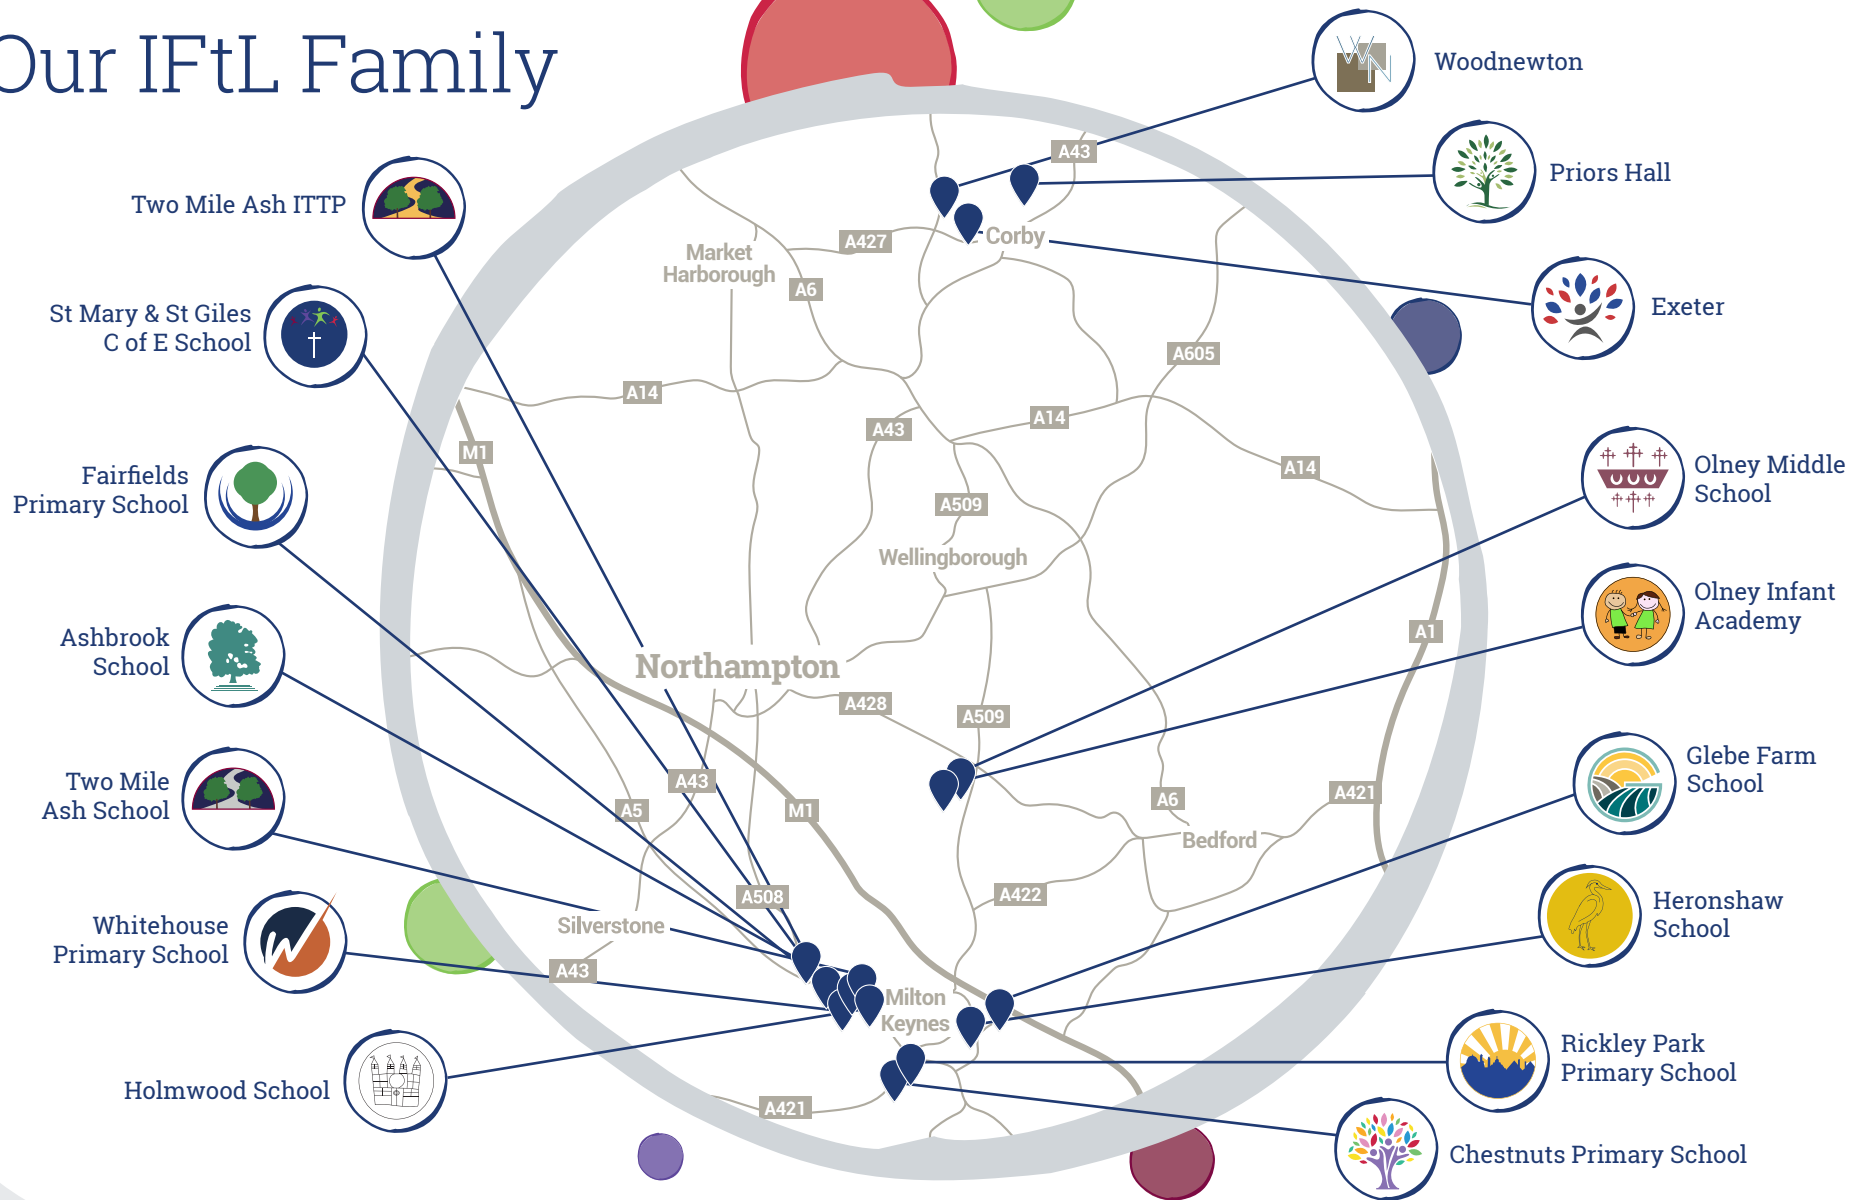 Our IFtL Family
Woodnewton
Priors Hall
Exeter
Olney Middle
School
Olney Infant
Academy
Glebe Farm
School
Heronshaw
School
Rickley Park
Primary School
Chestnuts Primary School
Two Mile Ash ITTP
St Mary & St Giles
C of E School
Fairfields
Primary School
Ashbrook
School
Two Mile
Ash School
Whitehouse
Primary School
Holmwood School
WN
W
A43
A427
Corby
Market
Harborough
A6
A605
A14
A43
A14
M1
A14
A509
Wellingborough
A1
Northampton
A428
A509
A43
A5
M1
A6
A421
Bedford
A508
A422
Silverstone
A43
Milton
Keynes
A421